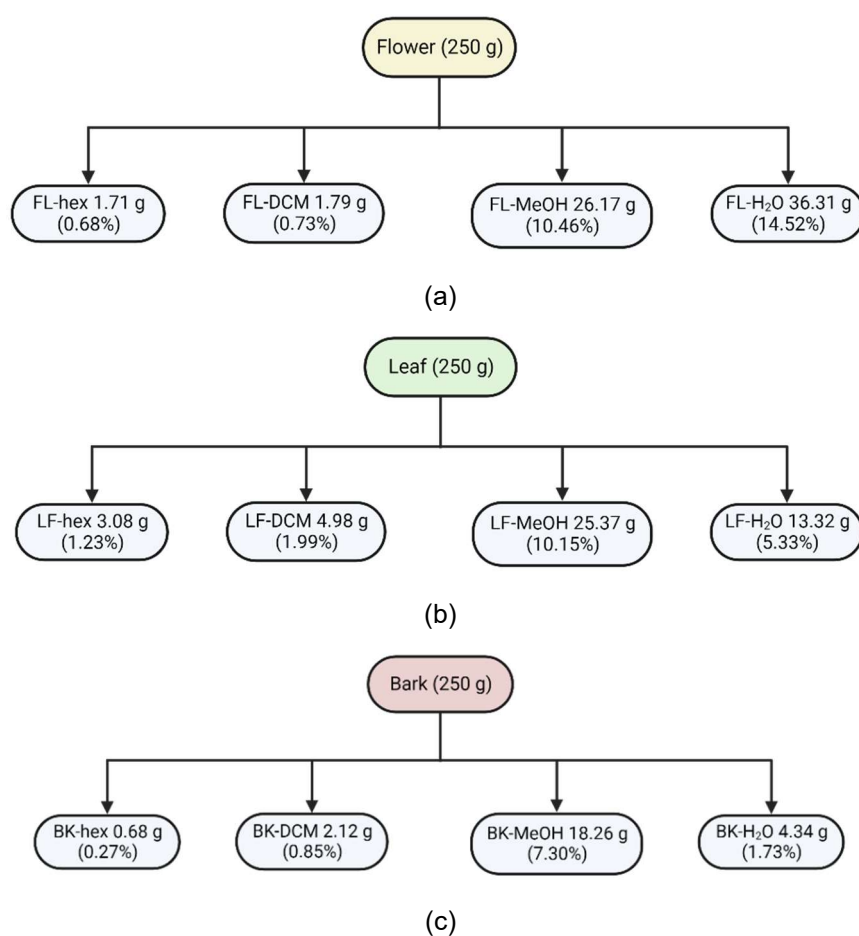 Flower (250 g)
FL-hex 1.71 g
(0.68%)
FL-DCM 1.79 g
(0.73%)
FL-MeOH 26.17 g
(10.46%)
FL-H₂O 36.31 g
(14.52%)
(a)
Leaf (250 g)
LF-hex 3.08 g
(1.23%)
LF-DCM 4.98 g
(1.99%)
LF-MeOH 25.37 g
(10.15%)
LF-H₂O 13.32 g
(5.33%)
(b)
Bark (250 g)
BK-hex 0.68 g
(0.27%)
BK-DCM 2.12 g
(0.85%)
BK-MeOH 18.26 g
(7.30%)
BK-H₂O 4.34 g
(1.73%)
(c)